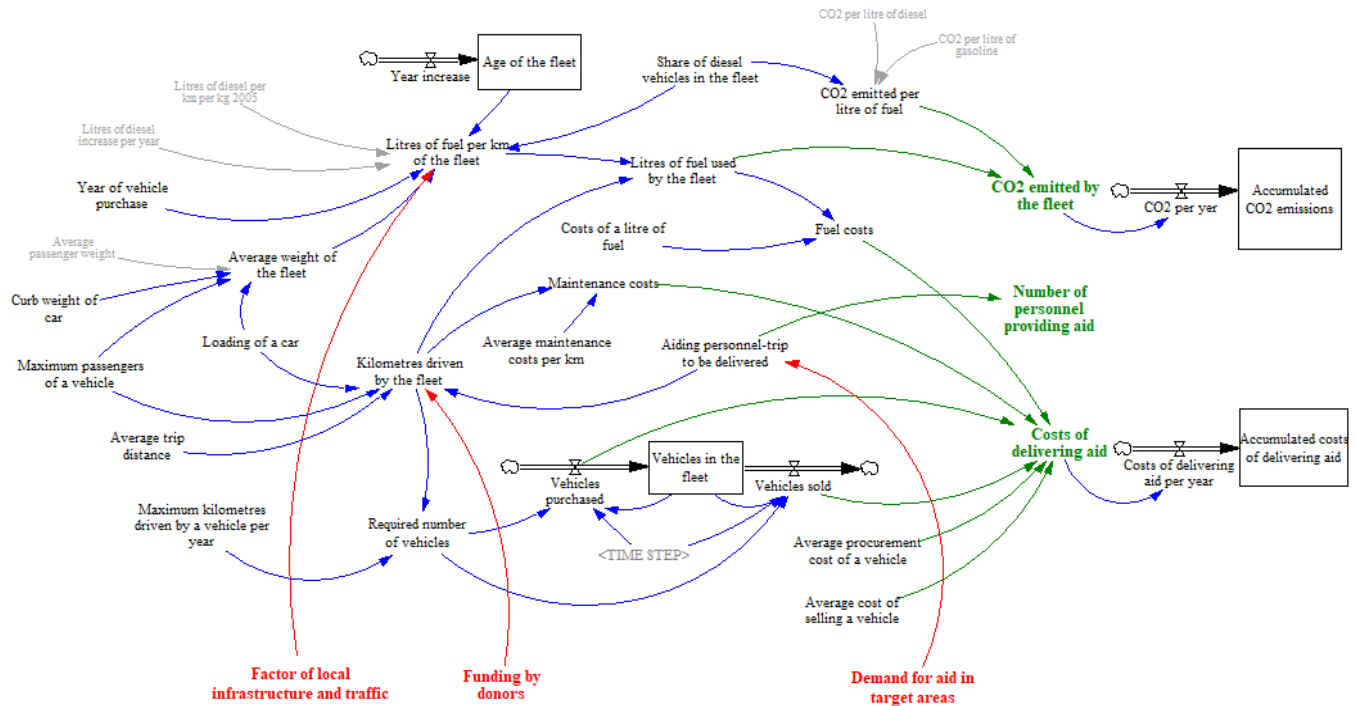 CO2 per litre of diesel
CO2 per litre of
gasoline
Age of the fleet
Year increase
Share of diesel
vehicles in the fleet
Litres of diesel per
km per kg 2005
CO2 emitted per
litre of fuel
Litres of diesel
increase per year
Litres of fuel per km
of the fleet
Litres of fuel used
by the fleet
Year of vehicle
purchase
CO2 emitted by
the fleet
CO2 per yer
Accumulated
CO2 emissions
Costs of a litre of
fuel
Fuel costs
Average
passenger weight
Average weight of
the fleet
Curb weight of
car
Maintenance costs
Number of
personnel
providing aid
Loading of a car
Average maintenance
costs per km
Aiding personnel-trip
to be delivered
Maximum passengers
of a vehicle
Kilometres driven
by the fleet
Average trip
distance
Costs of
delivering aid
Accumulated costs
of delivering aid
Costs of delivering
aid per year
Vehicles in the
fleet
Vehicles
purchased
Vehicles sold
Maximum kilometres
driven by a vehicle per
year
Required number
of vehicles
<TIME STEP>
Average procurement
cost of a vehicle
Average cost of
selling a vehicle
Factor of local
infrastructure and traffic
Funding by
donors
Demand for aid in
target areas